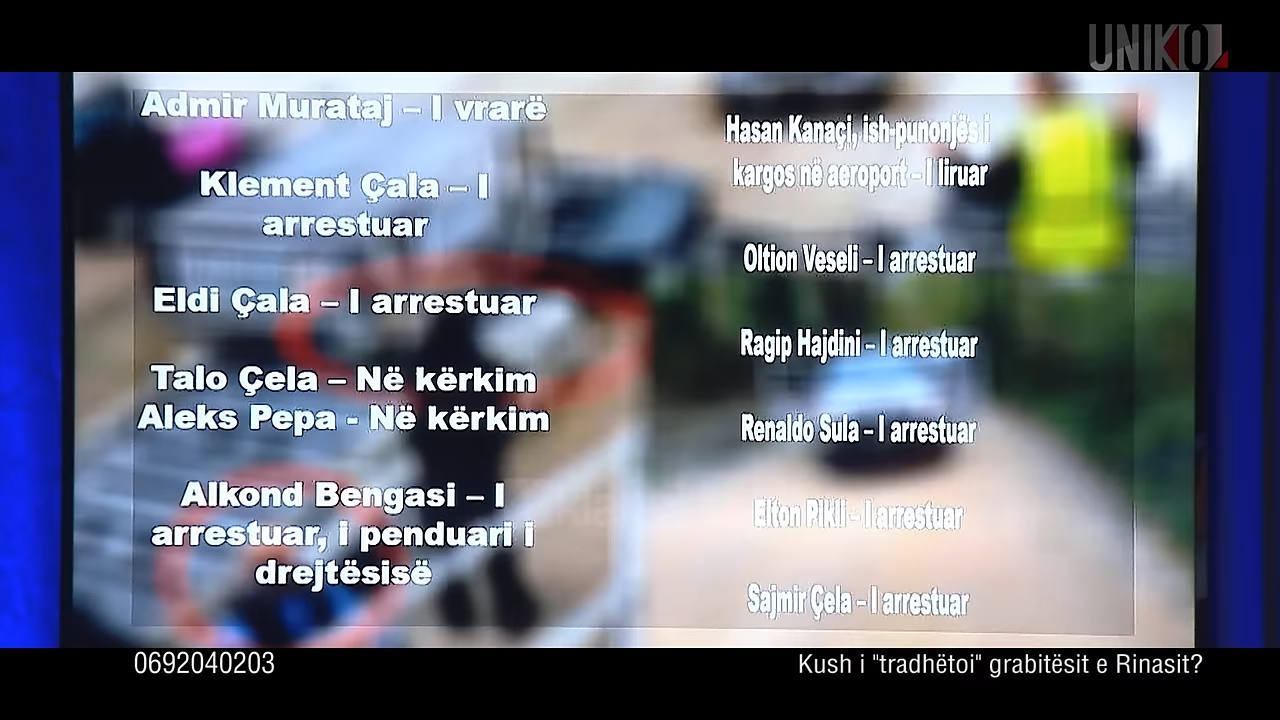 UNIKO
Admir Murataj – I vrarë
Klement Çala – I
arrestuar
Eldi Çala – I arrestuar
Talo Çela – Në kërkim
Aleks Pepa - Në kërkim
Alkond Bengasi – I
arrestuar, i penduari i
drejtësisë
Hasan Kanaçi, ish-punonjës i
kargos në aeroport – I liruar
Oltion Veseli – I arrestuar
Ragip Hajdini – I arrestuar
Renaldo Sula – I arrestuar
Elton Pikli – I arrestuar
Sajmir Çela – I arrestuar
0692040203
Kush i "tradhëtoi" grabitësit e Rinasit?